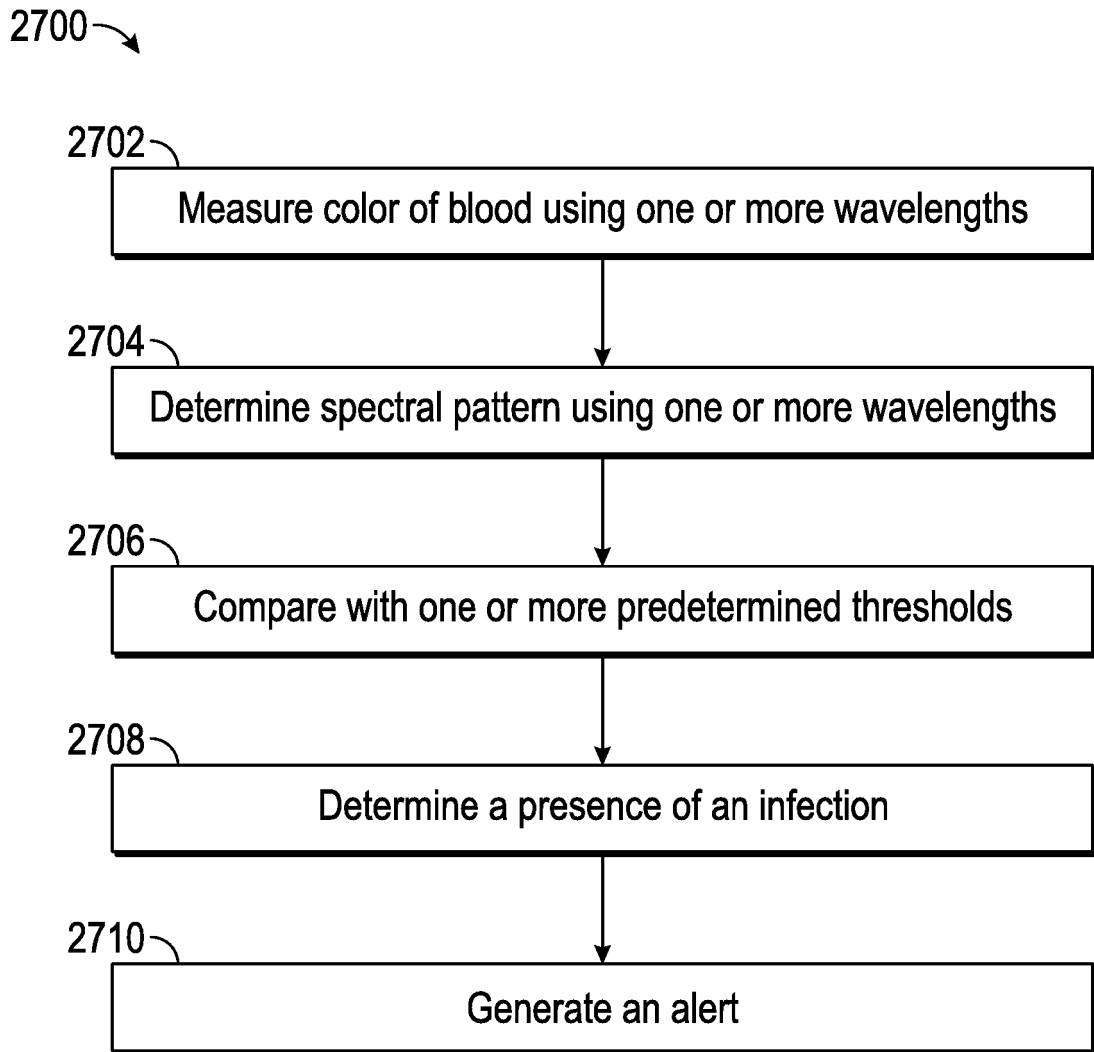 2700
2702
Measure color of blood using one or more wavelengths
2704
Determine spectral pattern using one or more wavelengths
2706
Compare with one or more predetermined thresholds
2708
Determine a presence of an infection
2710
Generate an alert